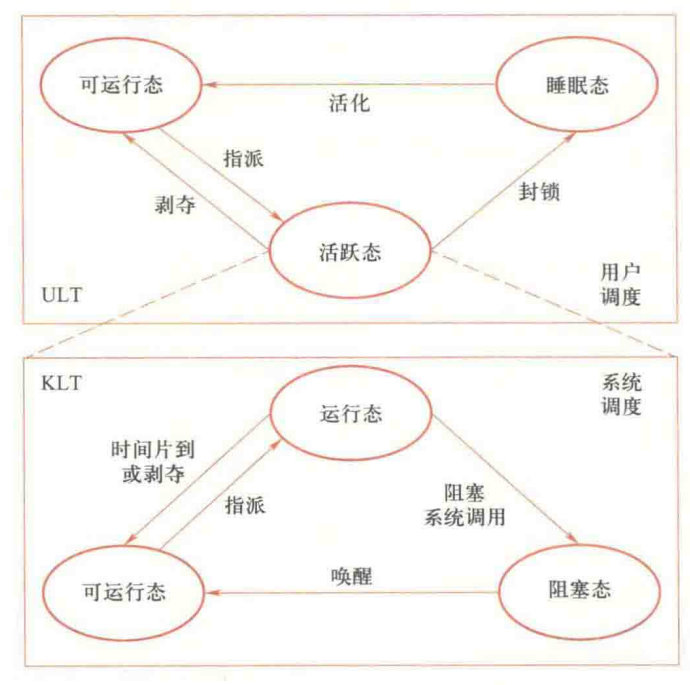 可运行态
睡眠态
活化
指派
剥夺
封锁
活跃态
ULT
用户
调度
KLT
系统
调度
运行态
时间片到
或剥夺
指派
阻塞
系统调用
可运行态
唤醒
阻塞态